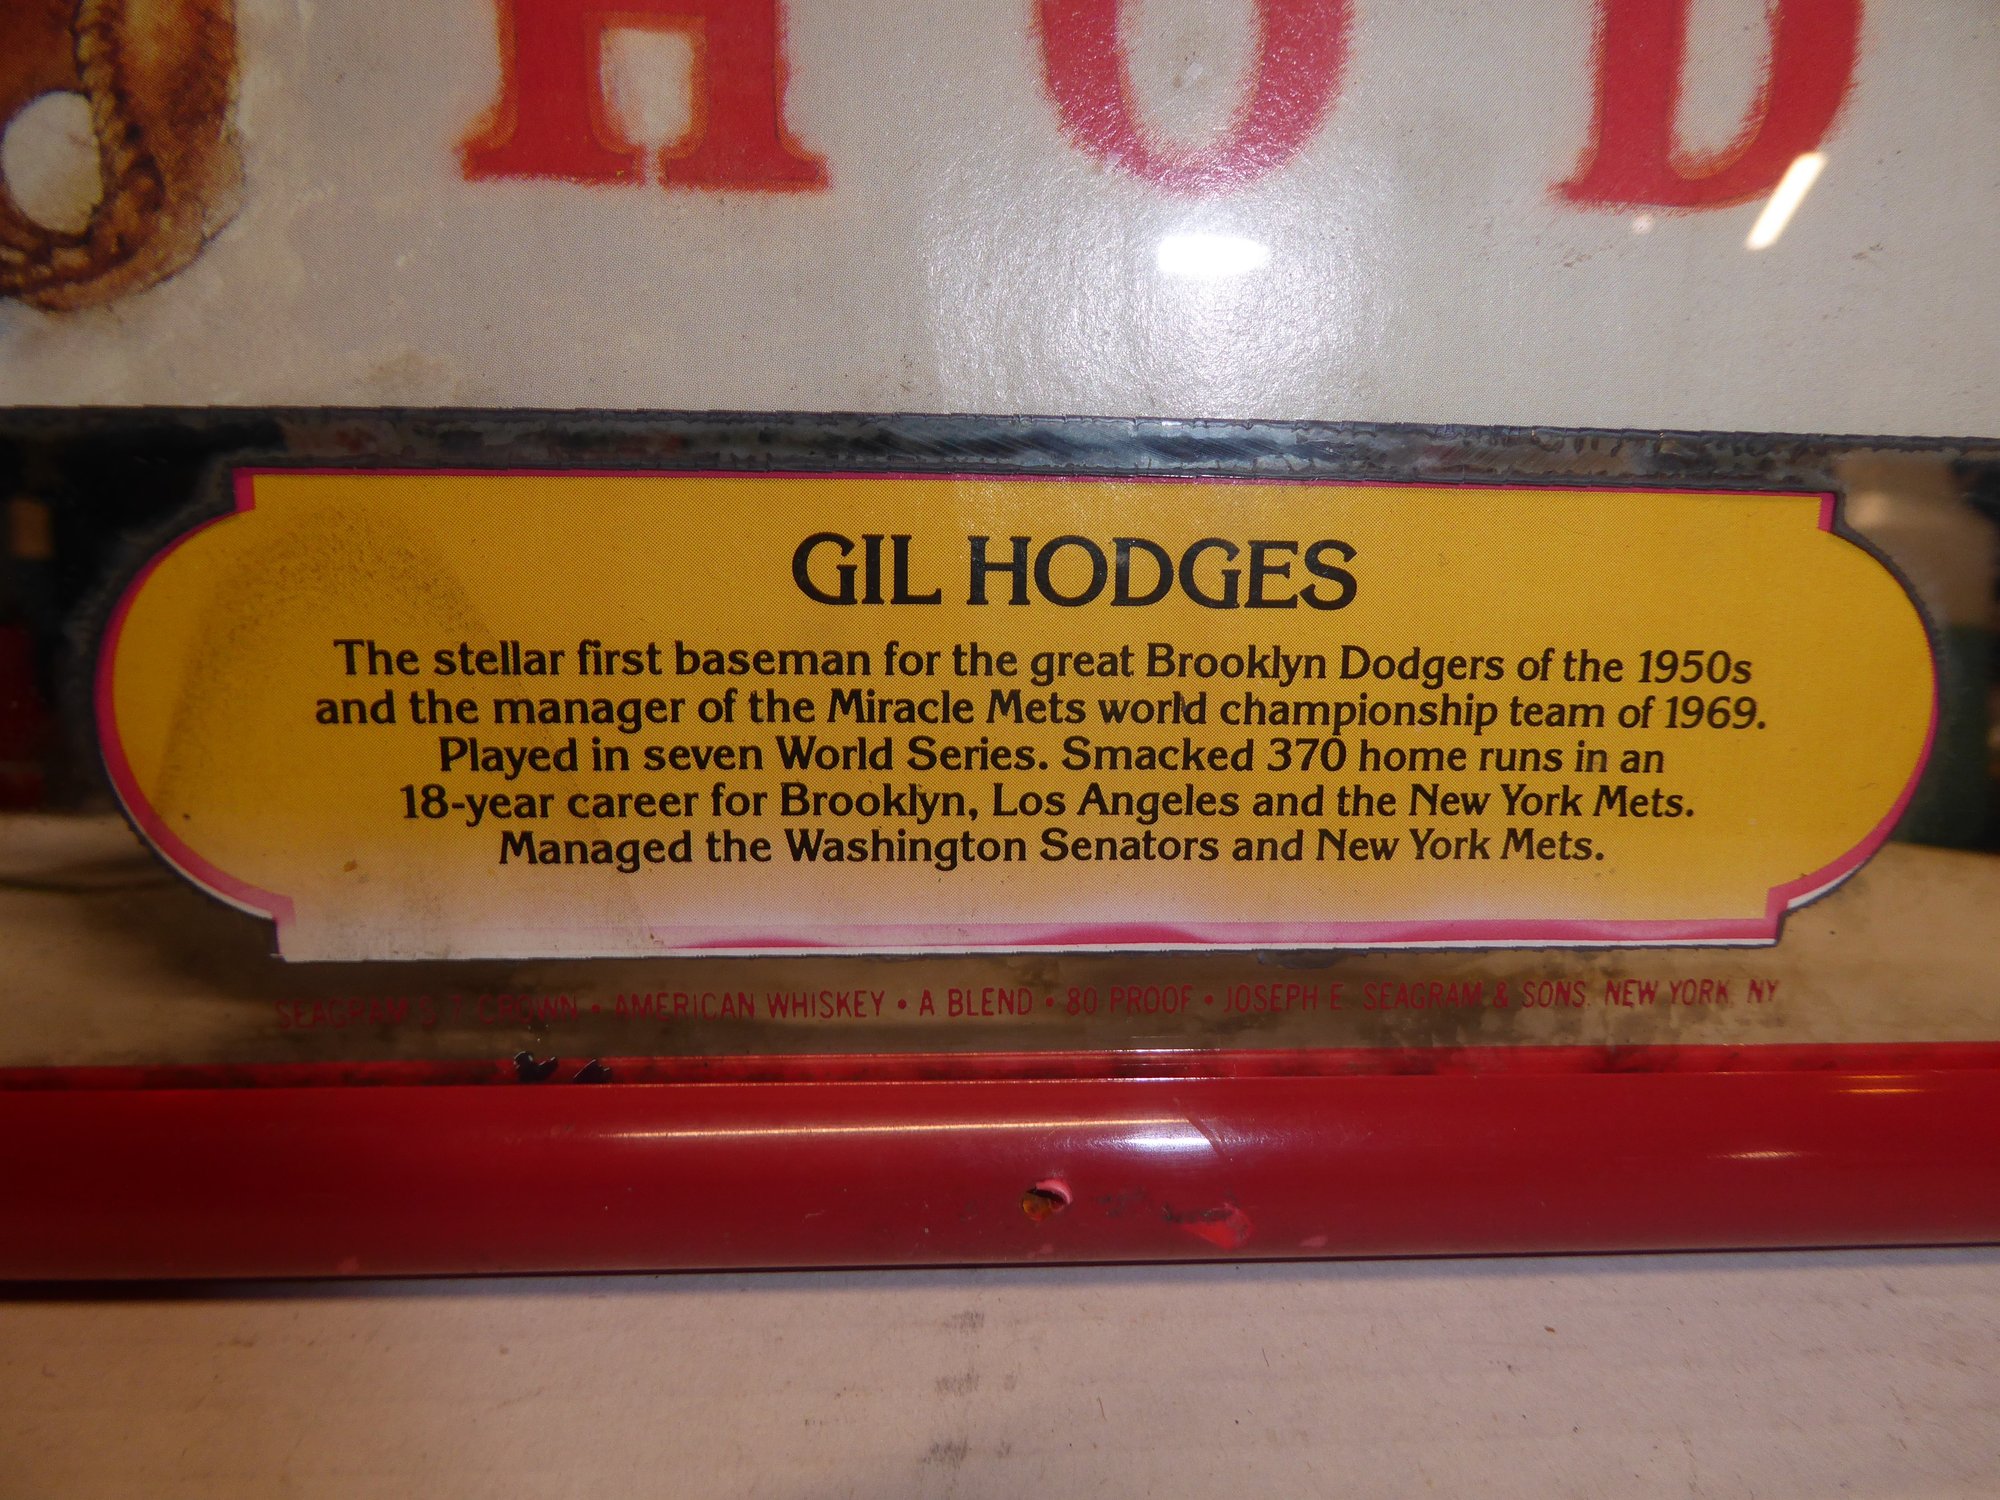 HOD
GIL HODGES
The stellar first baseman for the great Brooklyn Dodgers of the 1950s
and the manager of the Miracle Mets world championship team of 1969.
Played in seven World Series. Smacked 370 home runs in an
18-year career for Brooklyn, Los Angeles and the New York Mets.
Managed the Washington Senators and New York Mets.
SEAGRAM'S 7 CROWN • AMERICAN WHISKEY • A BLEND • 80 PROOF • JOSEPH E. SEAGRAM & SONS, NEW YORK, NY